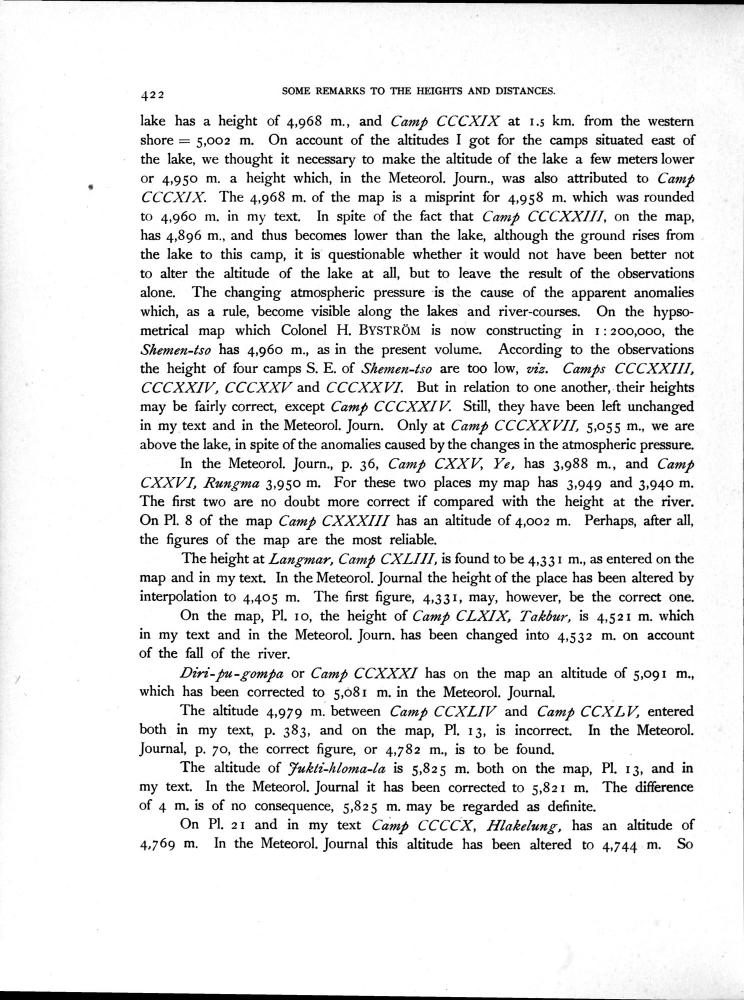 422
SOME REMARKS TO THE HEIGHTS AND DISTANCES.
lake has a height of 4,968 m., and Camp CCCXIX at 1.5 km. from the western
shore = 5,002 m. On account of the altitudes I got for the camps situated east of
the lake, we thought it necessary to make the altitude of the lake a few meters lower
or 4,950 m. a height which, in the Meteorol. Journ., was also attributed to Camp
CCCXIX. The 4,968 m. of the map is a misprint for 4,958 m. which was rounded
to 4,960 m. in my text. In spite of the fact that Camp CCCXXIII, on the map,
has 4,896 m., and thus becomes lower than the lake, although the ground rises from
the lake to this camp, it is questionable whether it would not have been better not
to alter the altitude of the lake at all, but to leave the result of the observations
alone. The changing atmospheric pressure is the cause of the apparent anomalies
which, as a rule, become visible along the lakes and river-courses. On the hypso-
metrical map which Colonel H. BYSTRÖM is now constructing in 1:200,000, the
Shemen-tso has 4,960 m., as in the present volume. According to the observations
the height of four camps S. E. of Shemen-tso are too low, viz. Camps CCCXXIII,
CCCXXIV, CCCXXV and CCCXXVI. But in relation to one another, their heights
may be fairly correct, except Camp CCCXXIV. Still, they have been left unchanged
in my text and in the Meteorol. Journ. Only at Camp CCCXXVII, 5,055 m., we are
above the lake, in spite of the anomalies caused by the changes in the atmospheric pressure.
In the Meteorol. Journ., p. 36, Camp CXXV, Ye, has 3,988 m., and Camp
CXXVI, Rungma 3,950 m. For these two places my map has 3,949 and 3,940 m.
The first two are no doubt more correct if compared with the height at the river.
On Pl. 8 of the map Camp CXXXIII has an altitude of 4,002 m. Perhaps, after all,
the figures of the map are the most reliable.
The height at Langmar, Camp CXLIII, is found to be 4,331 m., as entered on the
map and in my text. In the Meteorol. Journal the height of the place has been altered by
interpolation to 4,405 m. The first figure, 4,331, may, however, be the correct one.
On the map, Pl. 10, the height of Camp CLXIX, Takbur, is 4,521 m. which
in my text and in the Meteorol. Journ. has been changed into 4,532 m. on account
of the fall of the river.
Diri-pu-gompa or Camp CCXXXI has on the map an altitude of 5,091 m.,
which has been corrected to 5,081 m. in the Meteorol. Journal.
The altitude 4,979 m. between Camp CCXLIV and Camp CCXLV, entered
both in my text, p. 383, and on the map, Pl. 13, is incorrect. In the Meteorol.
Journal, p. 70, the correct figure, or 4,782 m., is to be found.
The altitude of Jukti-hloma-la is 5,825 m. both on the map, Pl. 13, and in
my text. In the Meteorol. Journal it has been corrected to 5,821 m. The difference
of 4 m. is of no consequence, 5,825 m. may be regarded as definite.
On Pl. 21 and in my text Camp CCCCX, Hlakelung, has an altitude of
4,769 m. In the Meteorol. Journal this altitude has been altered to 4,744 m. So